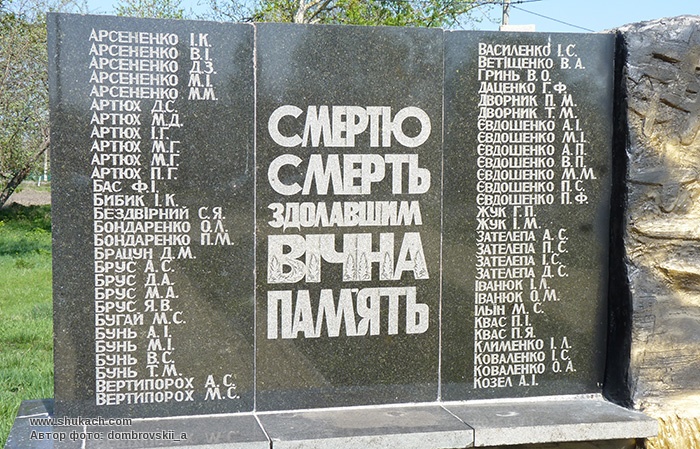 АРСЕНЕНКО І.К.
АРСЕНЕНКО В.І.
АРСЕНЕНКО Д.З.
АРСЕНЕНКО М.І.
АРСЕНЕНКО М.М.
АРТЮХ Д.С.
АРТЮХ М.Д.
АРТЮХ І.Г.
АРТЮХ М.Г.
АРТЮХ М.Г.
АРТЮХ П.Г.
БАС Ф.І.
БИБИК І.К.
БЕЗДВІРНИЙ С.Я.
БОНДАРЕНКО О.Л.
БОНДАРЕНКО П.М.
БРАЦУН Д.М.
БРУС А.С.
БРУС Д.А.
БРУС М.А.
БРУС Я.В.
БУГАЙ М.С.
БУНЬ А.І.
БУНЬ М.І.
БУНЬ В.С.
БУНЬ Т.М.
ВЕРТИПОРОХ А.С.
ВЕРТИПОРОХ М.С.
СМЕРТЮ
СМЕРТЬ
ЗДОЛАВШИМ
ВІЧНА
ПАМ'ЯТЬ
ВАСИЛЕНКО І.С.
ВЕТІЩЕНКО В.А.
ГРИНЬ В.О.
ДАЦЕНКО Г.Ф.
ДВОРНИК П.М.
ДВОРНИК Т.М.
ЄВДОШЕНКО А.І.
ЄВДОШЕНКО М.І.
ЄВДОШЕНКО А.П.
ЄВДОШЕНКО В.П.
ЄВДОШЕНКО М.М.
ЄВДОШЕНКО П.С.
ЄВДОШЕНКО П.Ф.
ЖУК Г.П.
ЖУК І.М.
ЗАТЕЛЕПА А.С.
ЗАТЕЛЕПА П.С.
ЗАТЕЛЕПА І.С.
ЗАТЕЛЕПА Д.С.
ІВАНЮК І.Л.
ІВАНЮК О.М.
ІЛЬІН М.С.
КВАС П.І.
КВАС П.Я.
КЛИМЕНКО І.Л.
КОВАЛЕНКО І.С.
КОВАЛЕНКО О.А.
КОЗЕЛ А.І.
www.shukach.com
Автор фото: dombrovskii_a